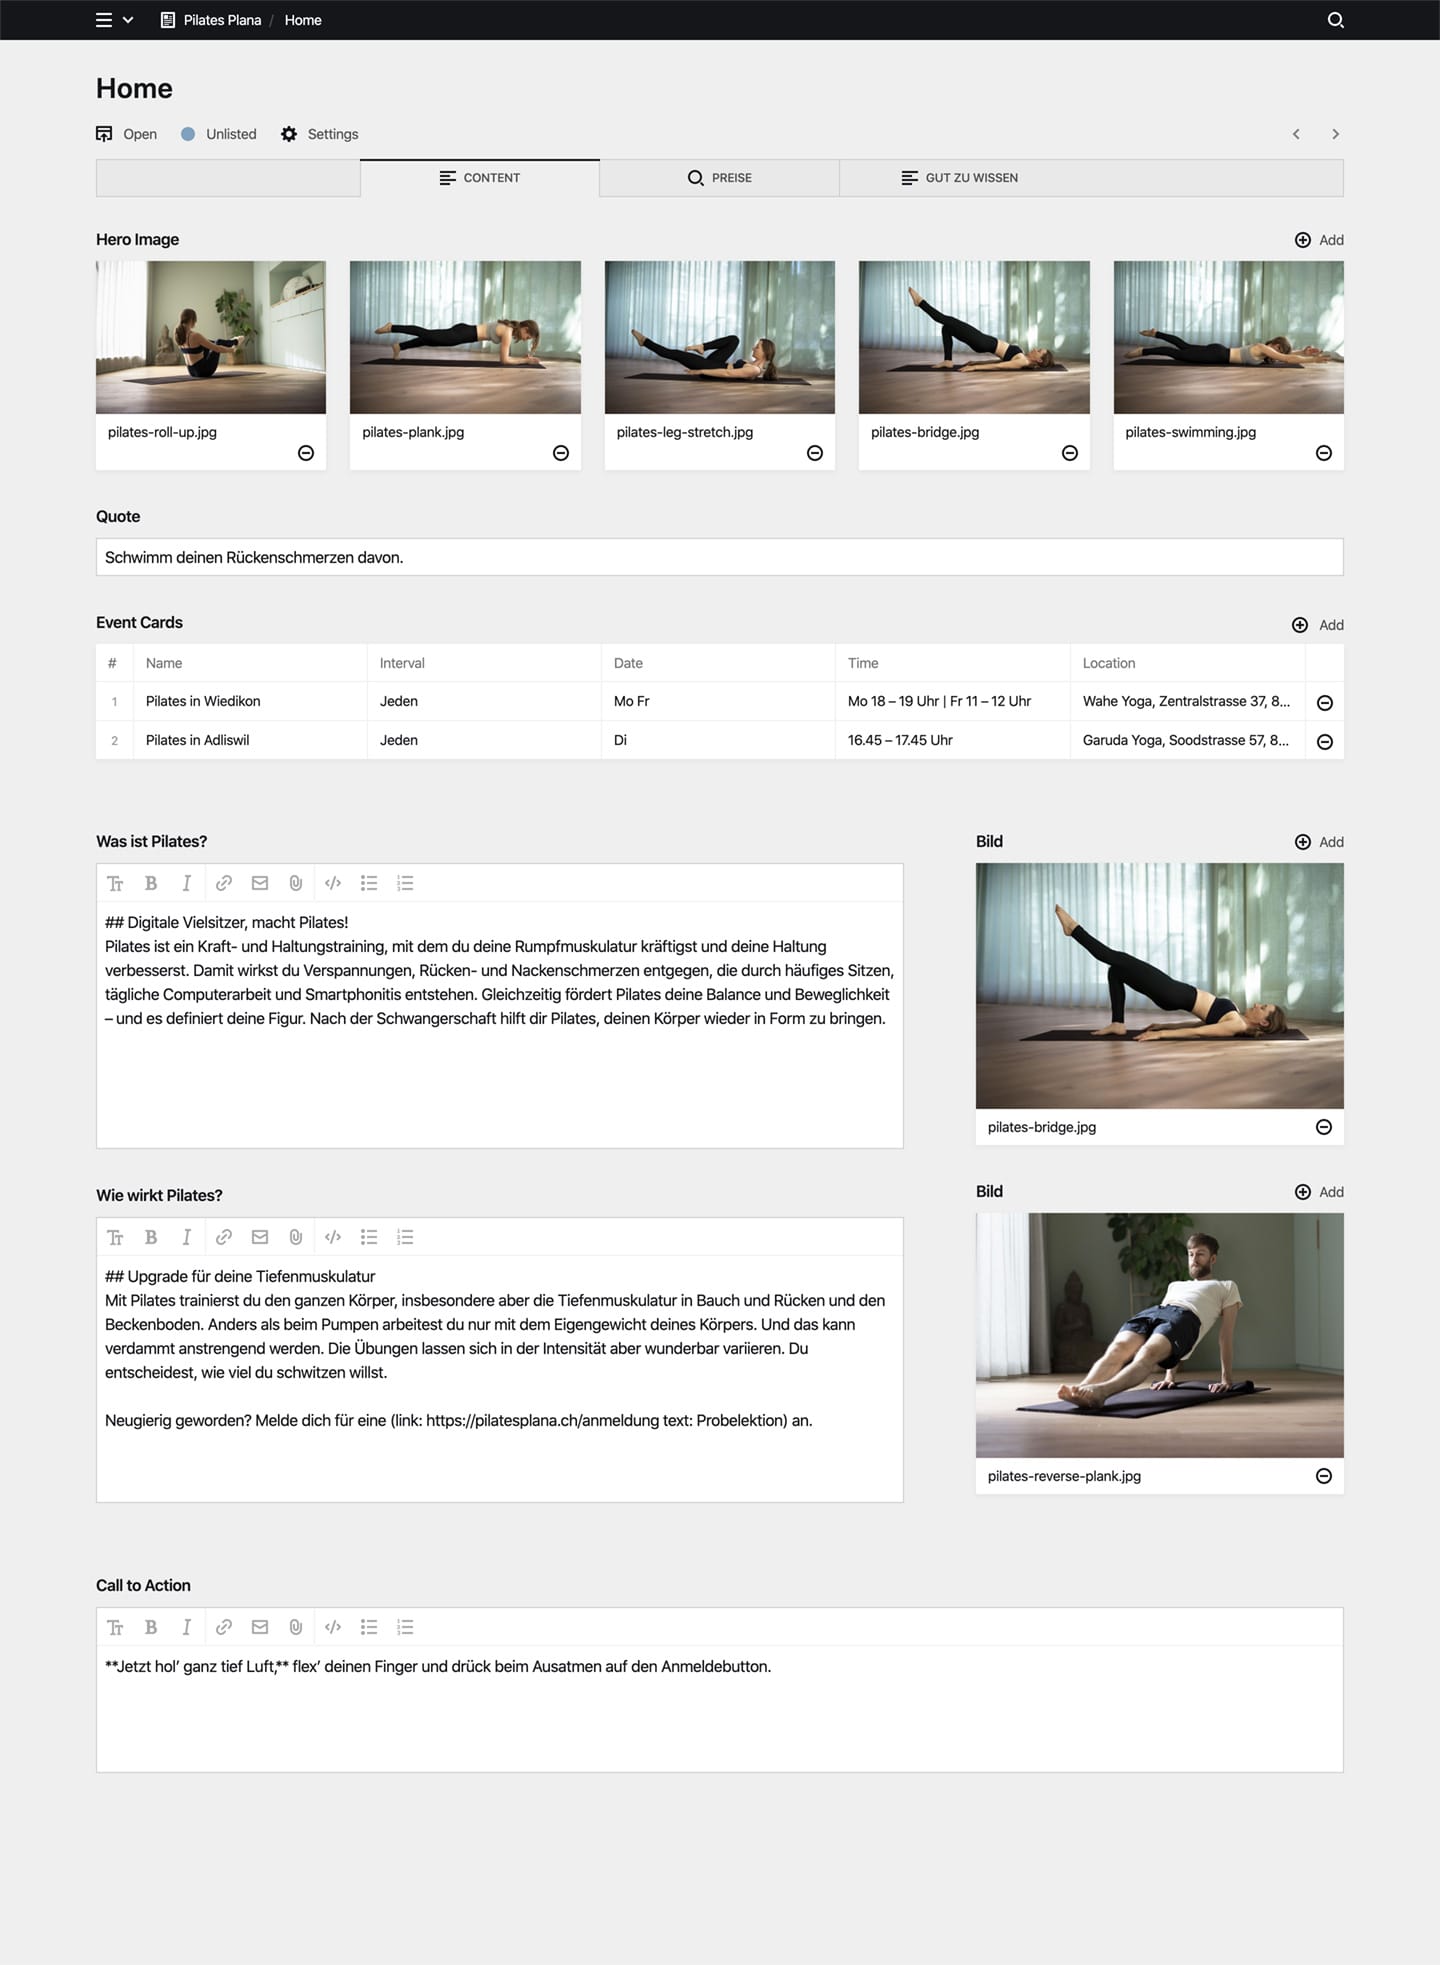 Pilates Plana / Home
Home
Open Unlisted Settings
CONTENT PREISE GUT ZU WISSEN
Hero Image Add
pilates-roll-up.jpg pilates-plank.jpg pilates-leg-stretch.jpg pilates-bridge.jpg pilates-swimming.jpg
Quote
Schwimm deinen Rückenschmerzen davon.
Event Cards Add
# Name Interval Date Time Location
1 Pilates in Wiedikon Jeden Mo Fr Mo 18 – 19 Uhr | Fr 11 – 12 Uhr Wahe Yoga, Zentralstrasse 37, 8...
2 Pilates in Adliswil Jeden Di 16.45 – 17.45 Uhr Garuda Yoga, Soodstrasse 57, 8...
Was ist Pilates?
## Digitale Vielsitzer, macht Pilates!
Pilates ist ein Kraft- und Haltungstraining, mit dem du deine Rumpfmuskulatur kräftigst und deine Haltung
verbesserst. Damit wirkst du Verspannungen, Rücken- und Nackenschmerzen entgegen, die durch häufiges Sitzen,
tägliche Computerarbeit und Smartphonitis entstehen. Gleichzeitig fördert Pilates deine Balance und Beweglichkeit
– und es definiert deine Figur. Nach der Schwangerschaft hilft dir Pilates, deinen Körper wieder in Form zu bringen.
Bild Add
pilates-bridge.jpg
Wie wirkt Pilates?
## Upgrade für deine Tiefenmuskulatur
Mit Pilates trainierst du den ganzen Körper, insbesondere aber die Tiefenmuskulatur in Bauch und Rücken und den
Beckenboden. Anders als beim Pumpen arbeitest du nur mit dem Eigengewicht deines Körpers. Und das kann
verdammt anstrengend werden. Die Übungen lassen sich in der Intensität aber wunderbar variieren. Du
entscheidest, wie viel du schwitzen willst.
Neugierig geworden? Melde dich für eine (link: https://pilatesplana.ch/anmeldung text: Probelektion) an.
Bild Add
pilates-reverse-plank.jpg
Call to Action
**Jetzt hol’ ganz tief Luft,** flex’ deinen Finger und drück beim Ausatmen auf den Anmeldebutton.